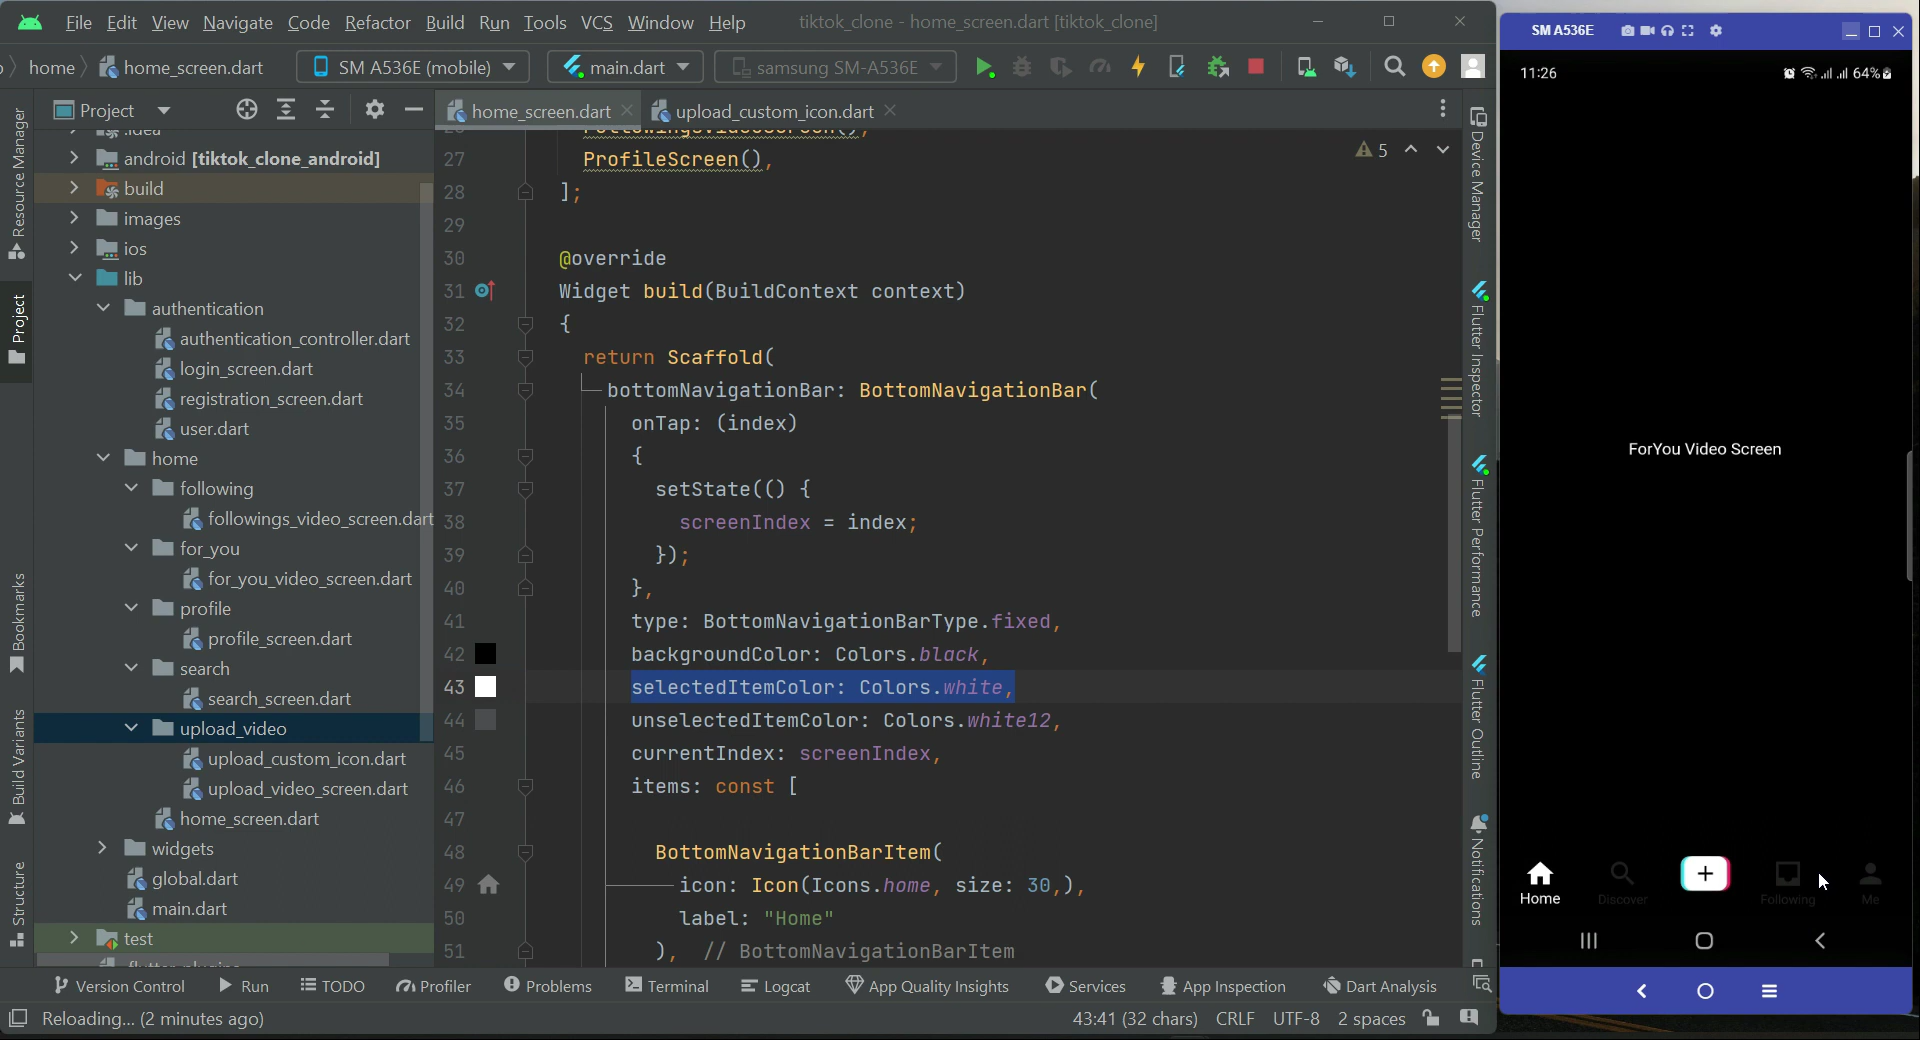 File Edit View Navigate Code Refactor Build Run Tools VCS Window Help tiktok_clone - home_screen.dart [tiktok_clone]
home home_screen.dart SM A536E (mobile) main.dart samsung SM-A536E
Project
home_screen.dart upload_custom_icon.dart
5
Resource Manager
Project
Bookmarks
Build Variants
Structure
.idea
android [tiktok_clone_android]
build
images
ios
lib
authentication
authentication_controller.dart
login_screen.dart
registration_screen.dart
user.dart
home
following
followings_video_screen.dart
for_you
for_you_video_screen.dart
profile
profile_screen.dart
search
search_screen.dart
upload_video
upload_custom_icon.dart
upload_video_screen.dart
home_screen.dart
widgets
global.dart
main.dart
test
27 ProfileScreen(),
28 ];
29
30 @override
31 Widget build(BuildContext context)
32 {
33 return Scaffold(
34 bottomNavigationBar: BottomNavigationBar(
35 onTap: (index)
36 {
37 setState(() {
38 screenIndex = index;
39 });
40 },
41 type: BottomNavigationBarType.fixed,
42 backgroundColor: Colors.black,
43 selectedItemColor: Colors.white,
44 unselectedItemColor: Colors.white12,
45 currentIndex: screenIndex,
46 items: const [
47
48 BottomNavigationBarItem(
49 icon: Icon(Icons.home, size: 30,),
50 label: "Home"
51 ), // BottomNavigationBarItem
Device Manager
Flutter Inspector
Flutter Performance
Flutter Outline
Notifications
Version Control Run TODO Profiler Problems Terminal Logcat App Quality Insights Services App Inspection Dart Analysis
Reloading... (2 minutes ago) 43:41 (32 chars) CRLF UTF-8 2 spaces
SM A536E
11:26 64%
ForYou Video Screen
Home Discover Following Me